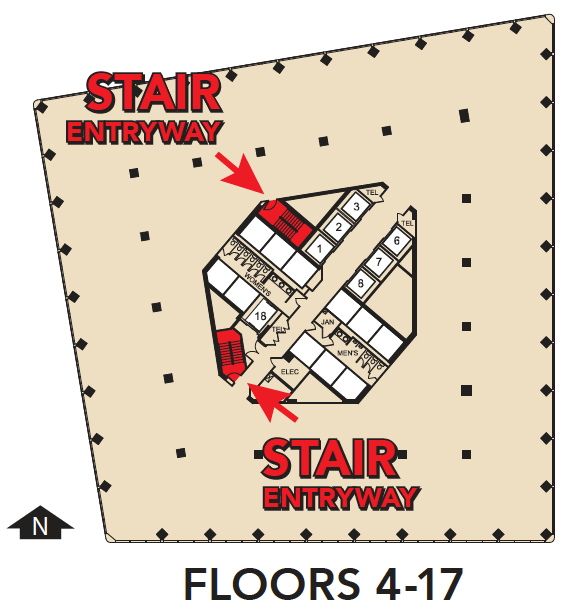 STAIR
ENTRYWAY
TEL
3
2
1
TEL
6
7
8
WOMEN'S
18
TEL
JAN
MEN'S
ELEC
STAIR
ENTRYWAY
N
FLOORS 4-17